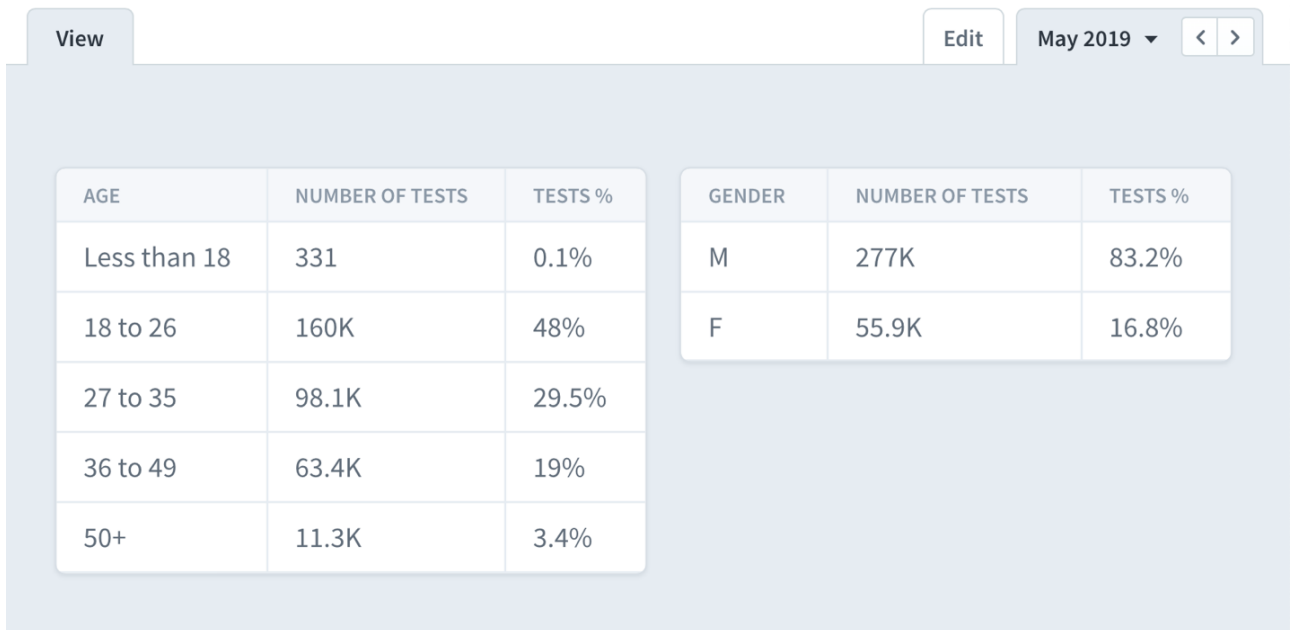 View Edit May 2019
AGE NUMBER OF TESTS TESTS %
Less than 18 331 0.1%
18 to 26 160K 48%
27 to 35 98.1K 29.5%
36 to 49 63.4K 19%
50+ 11.3K 3.4%
GENDER NUMBER OF TESTS TESTS %
M 277K 83.2%
F 55.9K 16.8%